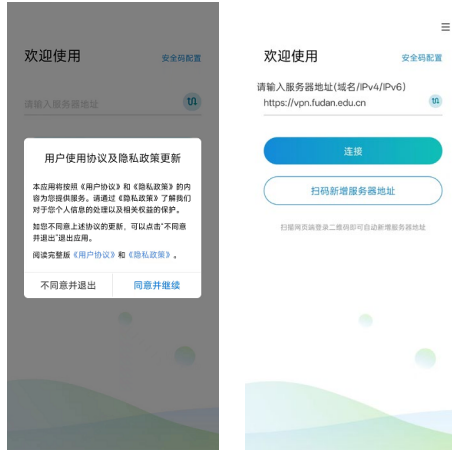 欢迎使用
安全码配置
请输入服务器地址
用户使用协议及隐私政策更新
本应用将按照《用户协议》和《隐私政策》的内
容为您提供服务。请通过《隐私政策》了解我们
对于您个人信息的处理以及相关权益的保护。
如您不同意上述协议的更新，可以点击"不同意
并退出"退出应用。
阅读完整版《用户协议》和《隐私政策》。
不同意并退出
同意并继续
欢迎使用
安全码配置
请输入服务器地址(域名/IPv4/IPv6)
https://vpn.fudan.edu.cn
连接
扫码新增服务器地址
扫描网页端登录二维码即可自动新增服务器地址